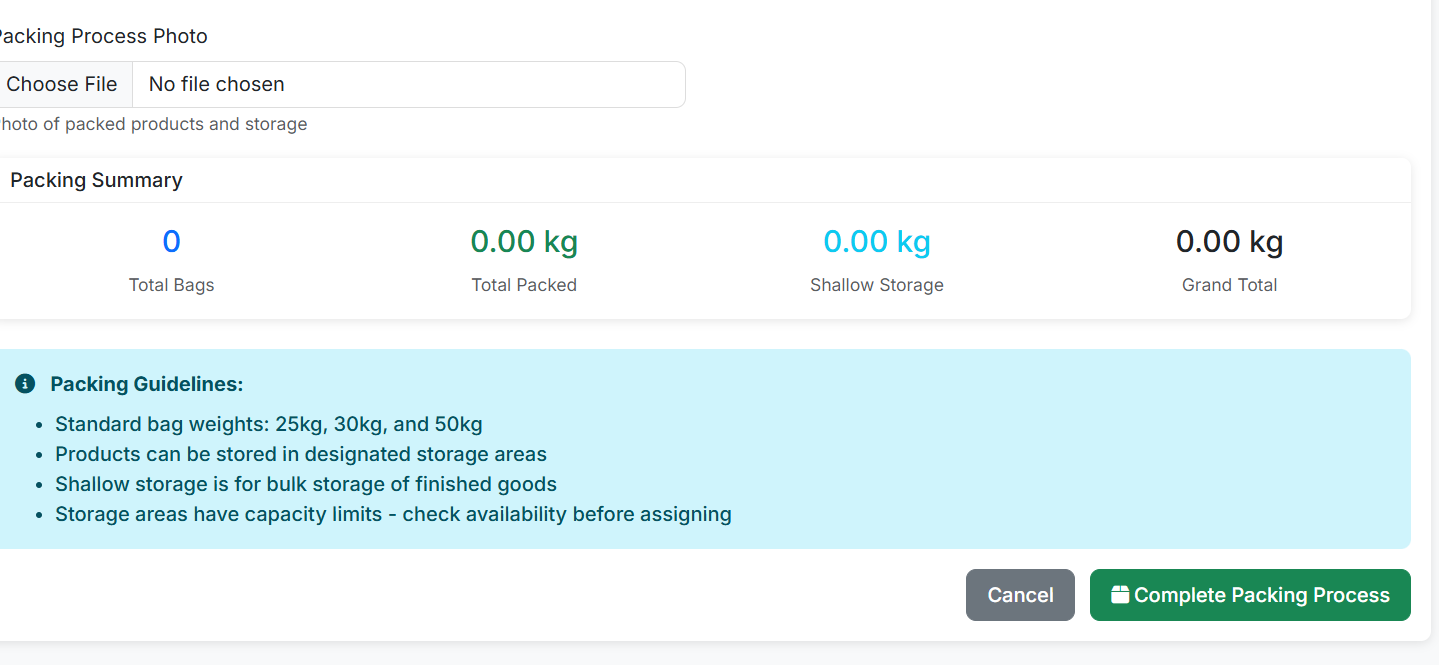 acking Process Photo
Choose File No file chosen
hoto of packed products and storage
Packing Summary
0 0.00 kg 0.00 kg 0.00 kg
Total Bags Total Packed Shallow Storage Grand Total
Packing Guidelines:
• Standard bag weights: 25kg, 30kg, and 50kg
• Products can be stored in designated storage areas
• Shallow storage is for bulk storage of finished goods
• Storage areas have capacity limits - check availability before assigning
Cancel Complete Packing Process